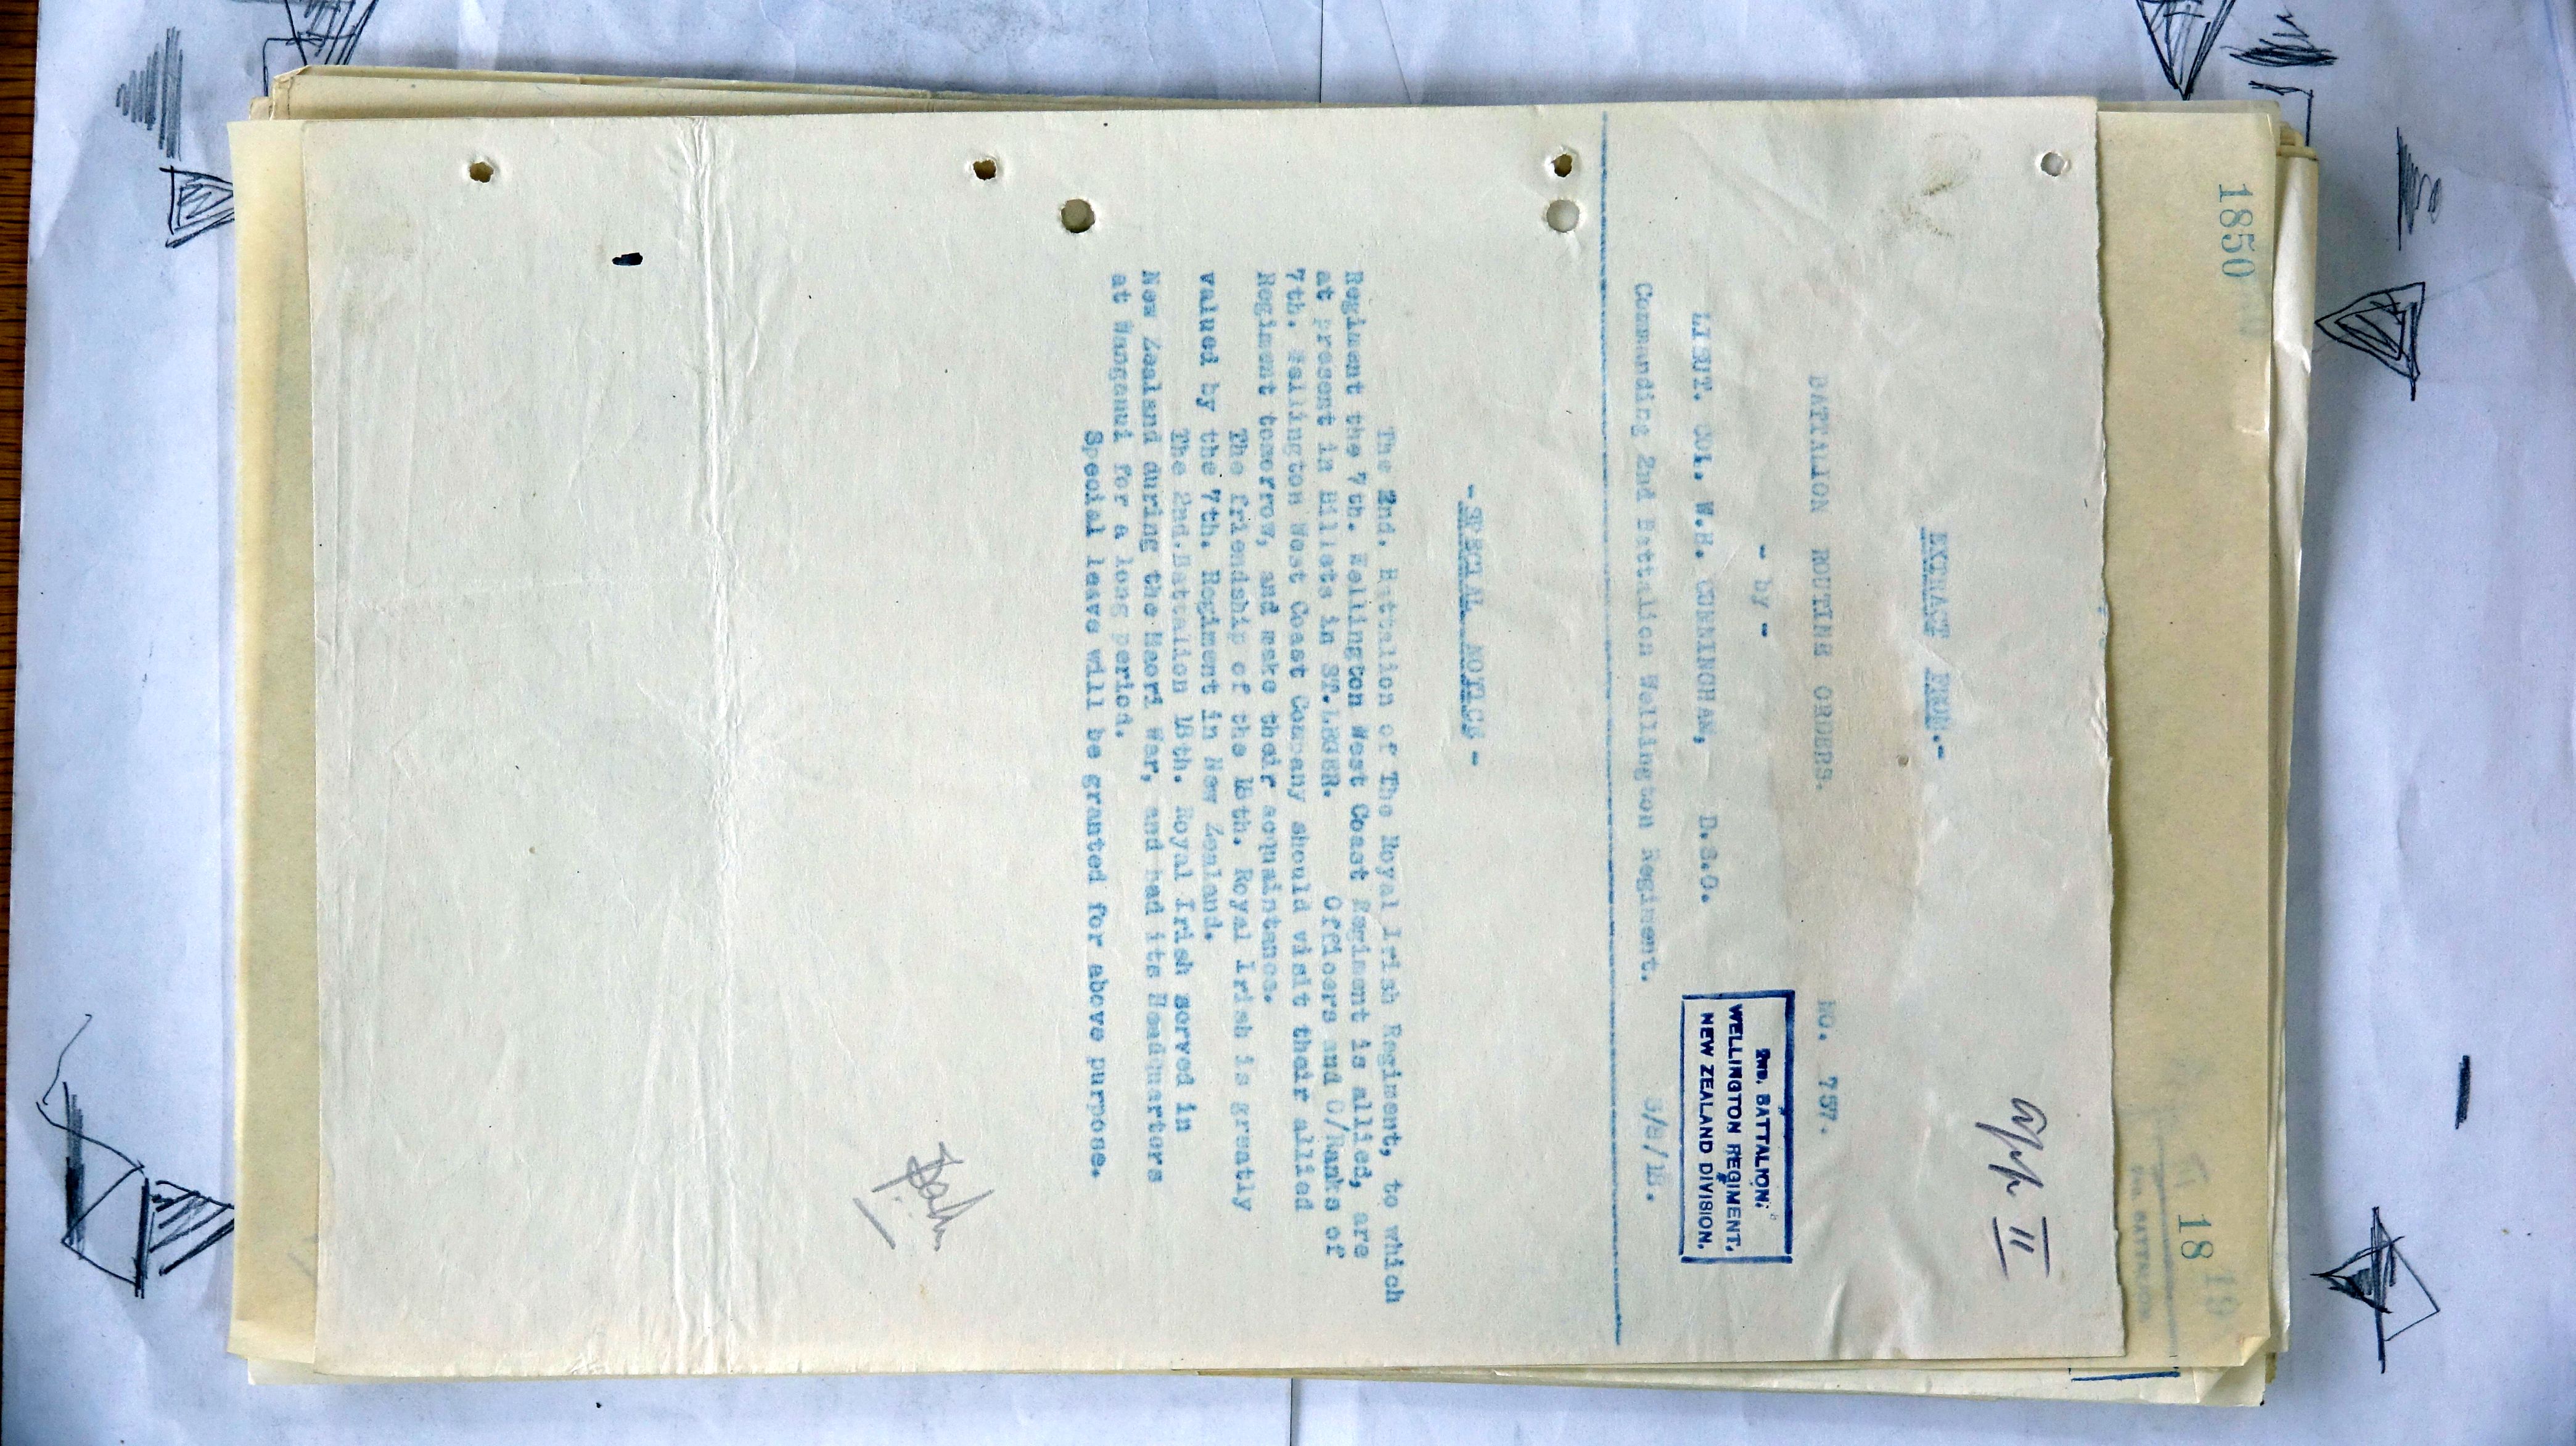 App II
EXTRACT FROM.-
BATTALION ROUTINE ORDERS. NO. 757.
- by -
2ND. BATTALION,
WELLINGTON REGIMENT,
NEW ZEALAND DIVISION.
LIEUT. COL. W.H. CUNNINGHAM, D.S.O.
Commanding 2nd Battalion Wellington Regiment.
-SPECIAL NOTICE-
The 2nd. Battalion of The Royal Irish Regiment, to which
Regiment the 7th. Wellington West Coast Regiment is allied, are
at present in Billets in ST.LEGER. Officers and O/Ranks of
7th. Wellington West Coast Company should visit their allied
Regiment tomorrow, and make their acquaintance.
The friendship of the 18th. Royal Irish is greatly
valued by the 7th. Regiment in New Zealand.
The 2nd.Battalion 18th. Royal Irish served in
New Zealand during the Maori War, and had its Headquarters
at Wanganui for a long period.
Special leave will be granted for above purpose.
1850
18
19
BATTALION